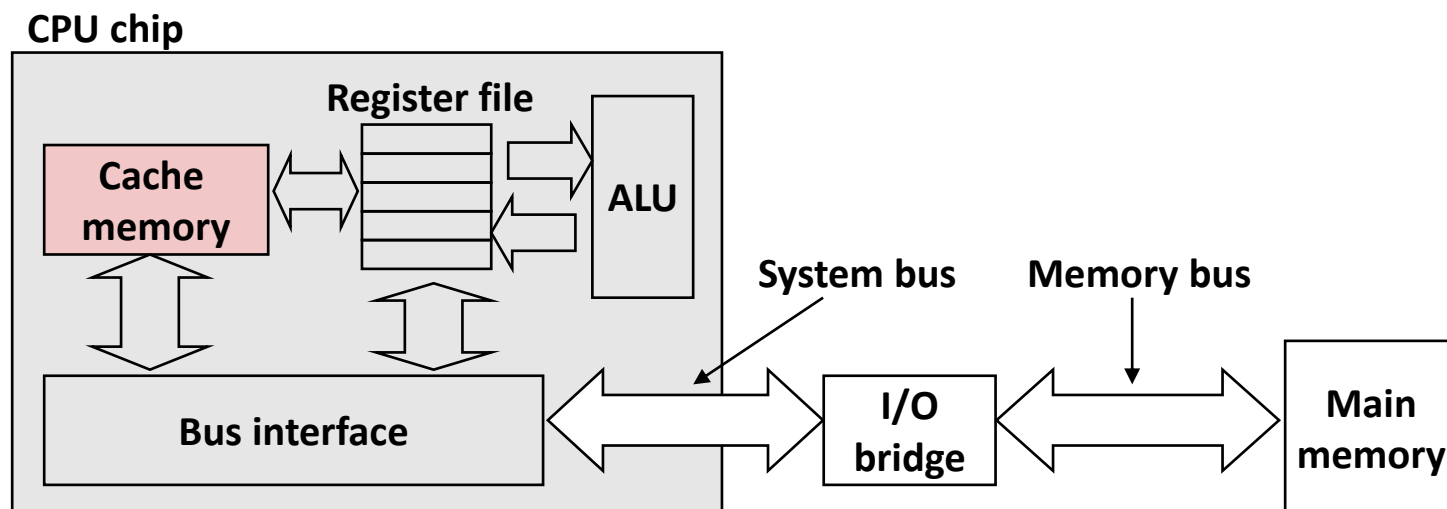 CPU chip
Register file
Cache
memory
ALU
System bus
Memory bus
Bus interface
I/O
bridge
Main
memory